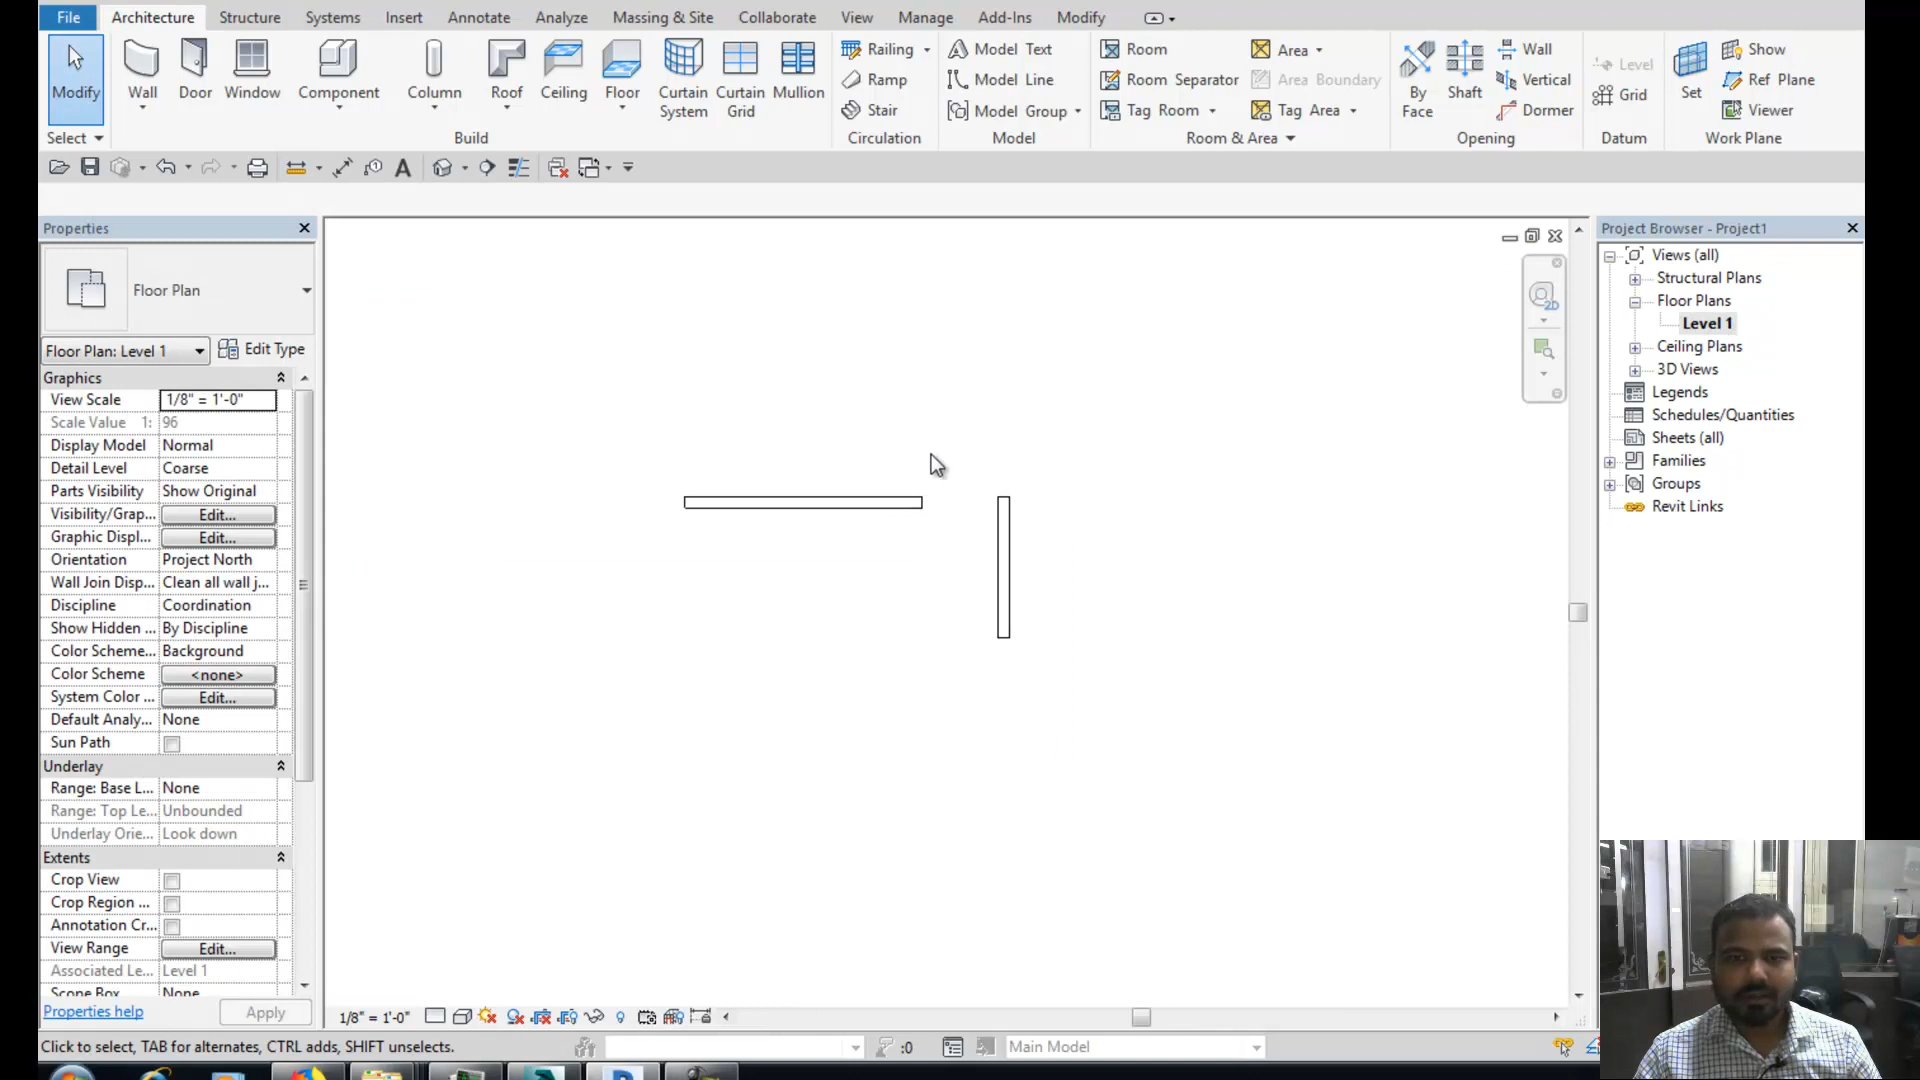 File Architecture Structure Systems Insert Annotate Analyze Massing & Site Collaborate View Manage Add-Ins Modify
Modify
Wall
Door
Window
Component
Column
Roof
Ceiling
Floor
Curtain System
Curtain Grid
Mullion
Railing
Ramp
Stair
Model Text
Model Line
Model Group
Room
Room Separator
Tag Room
Area
Area Boundary
Tag Area
By Face
Shaft
Wall
Vertical
Dormer
Level
Grid
Set
Show
Ref Plane
Viewer
Select Build Circulation Model Room & Area Opening Datum Work Plane
Properties
Floor Plan
Floor Plan: Level 1 Edit Type
Graphics
View Scale 1/8" = 1'-0"
Scale Value 1: 96
Display Model Normal
Detail Level Coarse
Parts Visibility Show Original
Visibility/Grap... Edit...
Graphic Displ... Edit...
Orientation Project North
Wall Join Disp... Clean all wall j...
Discipline Coordination
Show Hidden ... By Discipline
Color Scheme... Background
Color Scheme <none>
System Color ... Edit...
Default Analy... None
Sun Path
Underlay
Range: Base L... None
Range: Top Le... Unbounded
Underlay Orie... Look down
Extents
Crop View
Crop Region ...
Annotation Cr...
View Range Edit...
Associated Le... Level 1
Scope Box None
Properties help Apply
2D
1/8" = 1'-0"
Project Browser - Project1
Views (all)
Structural Plans
Floor Plans
Level 1
Ceiling Plans
3D Views
Legends
Schedules/Quantities
Sheets (all)
Families
Groups
Revit Links
Click to select, TAB for alternates, CTRL adds, SHIFT unselects. :0 Main Model